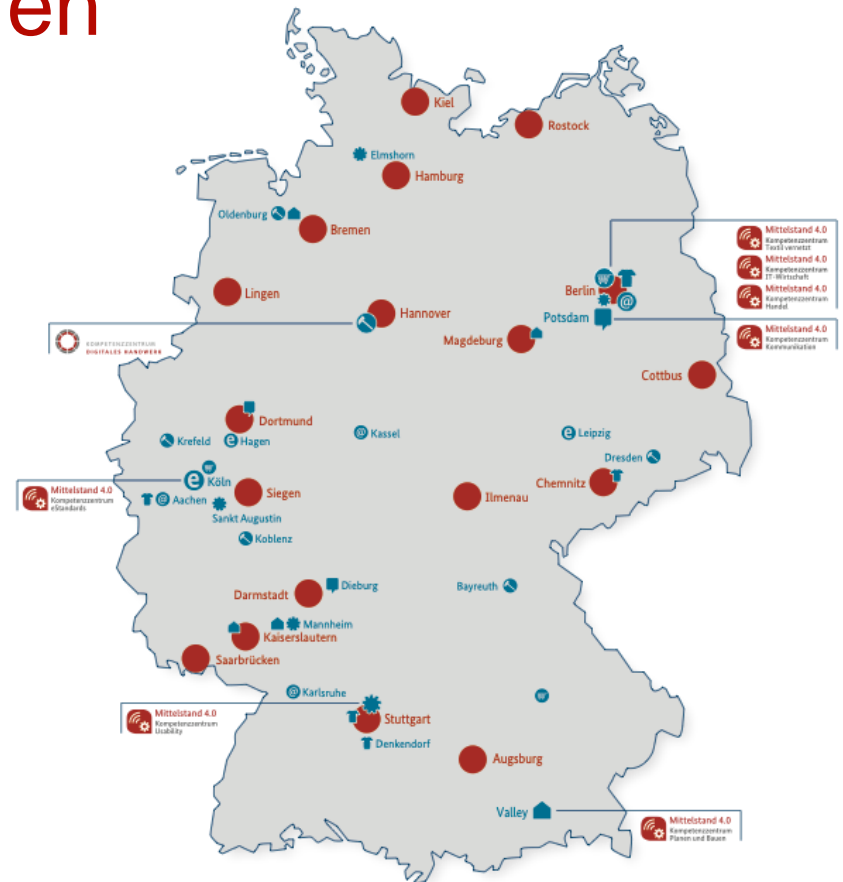 en
Kiel
Rostock
Elmshorn
Hamburg
Oldenburg
Bremen
Mittelstand 4.0
Kompetenzzentrum
Textil vernetzt
Mittelstand 4.0
Kompetenzzentrum
IT-Wirtschaft
Mittelstand 4.0
Kompetenzzentrum
Handel
Lingen
Berlin
w
@
Hannover
Potsdam
Mittelstand 4.0
Kompetenzzentrum
Kommunikation
KOMPETENZZENTRUM
DIGITALES HANDWERK
Magdeburg
Cottbus
Dortmund
Krefeld
e Hagen
@ Kassel
e Leipzig
Dresden
w
e Köln
Mittelstand 4.0
Kompetenzzentrum
eStandards
Siegen
Chemnitz
Ilmenau
@ Aachen
Sankt Augustin
Koblenz
Darmstadt
Dieburg
Bayreuth
Mannheim
Kaiserslautern
Saarbrücken
@ Karlsruhe
w
Mittelstand 4.0
Kompetenzzentrum
Usability
Stuttgart
Denkendorf
Augsburg
Valley
Mittelstand 4.0
Kompetenzzentrum
Planen und Bauen